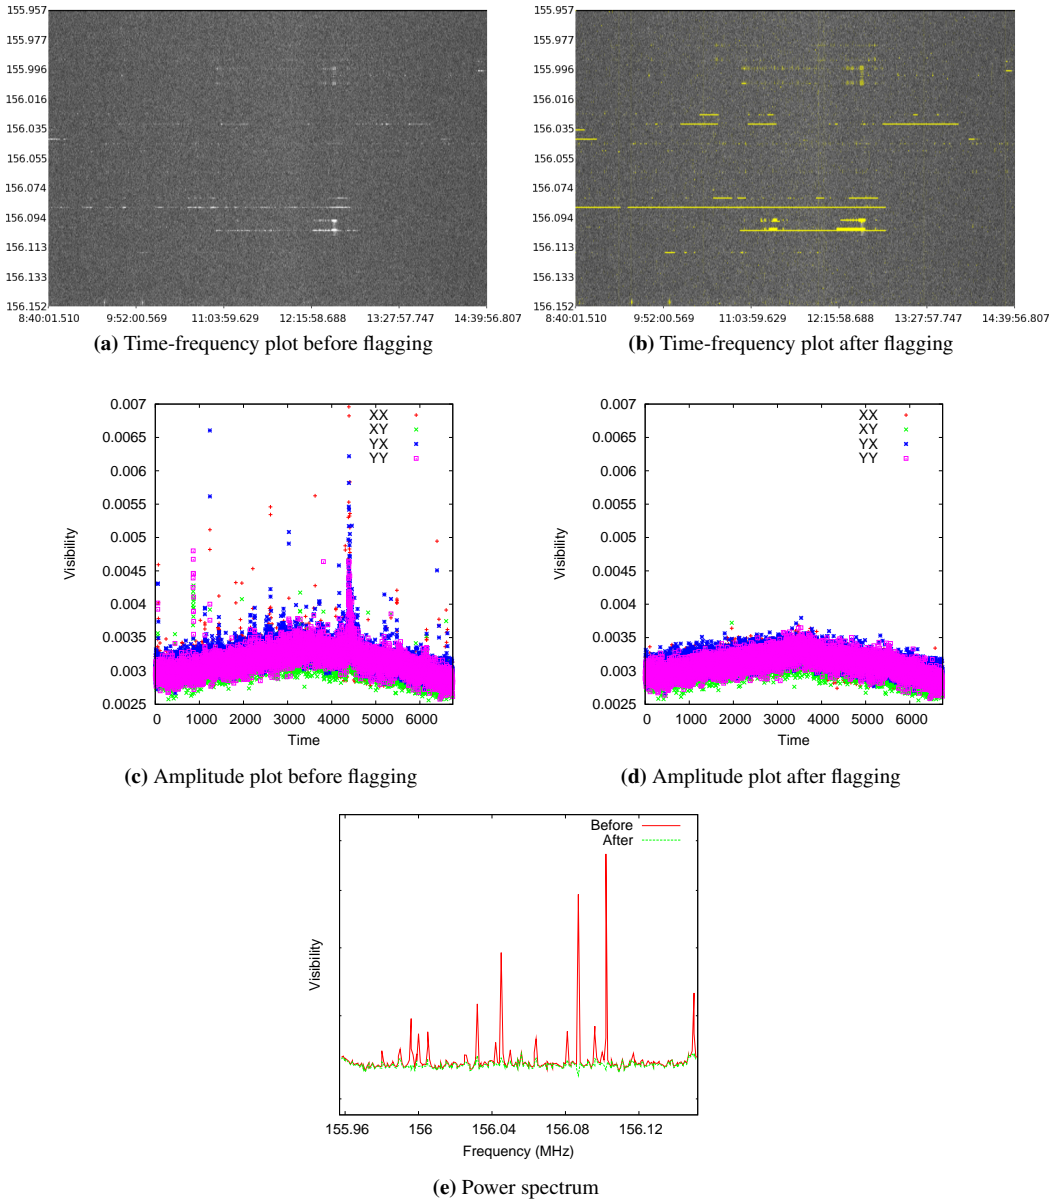 155.957
155.977
155.996
156.016
156.035
156.055
156.074
156.094
156.113
156.133
156.152
8:40:01.510 9:52:00.569 11:03:59.629 12:15:58.688 13:27:57.747 14:39:56.807
(a) Time-frequency plot before flagging
155.957
155.977
155.996
156.016
156.035
156.055
156.074
156.094
156.113
156.133
156.152
8:40:01.510 9:52:00.569 11:03:59.629 12:15:58.688 13:27:57.747 14:39:56.807
(b) Time-frequency plot after flagging
0.007
0.0065
0.006
0.0055
0.005
0.0045
0.004
0.0035
0.003
0.0025
Visibility
XX
XY
YX
YY
0 1000 2000 3000 4000 5000 6000
Time
(c) Amplitude plot before flagging
0.007
0.0065
0.006
0.0055
0.005
0.0045
0.004
0.0035
0.003
0.0025
Visibility
XX
XY
YX
YY
0 1000 2000 3000 4000 5000 6000
Time
(d) Amplitude plot after flagging
Before
After
Visibility
155.96 156 156.04 156.08 156.12
Frequency (MHz)
(e) Power spectrum